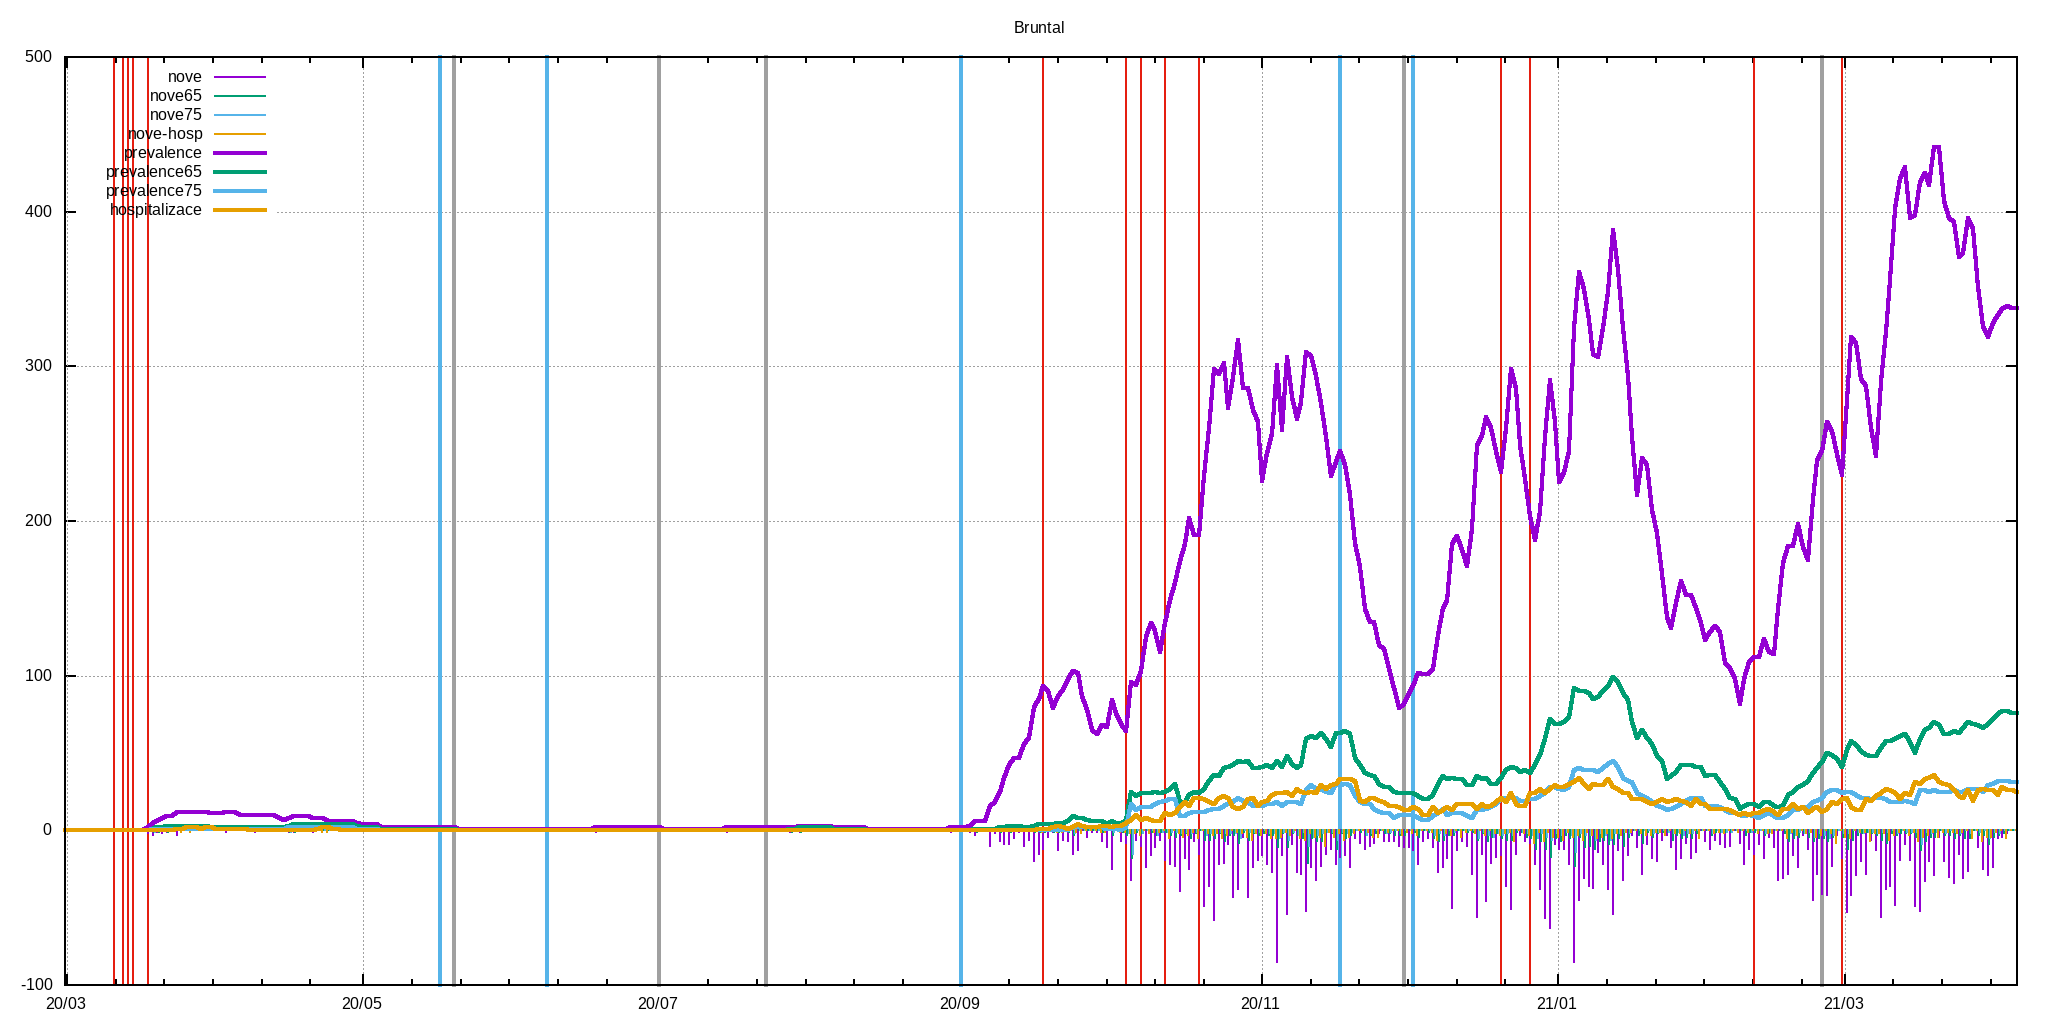 Bruntal
500
nove
nove65
nove75
nove-hosp
prevalence
prevalence65
prevalence75
hospitalizace
400
300
200
100
0
-100
20/03 20/05 20/07 20/09 20/11 21/01 21/03